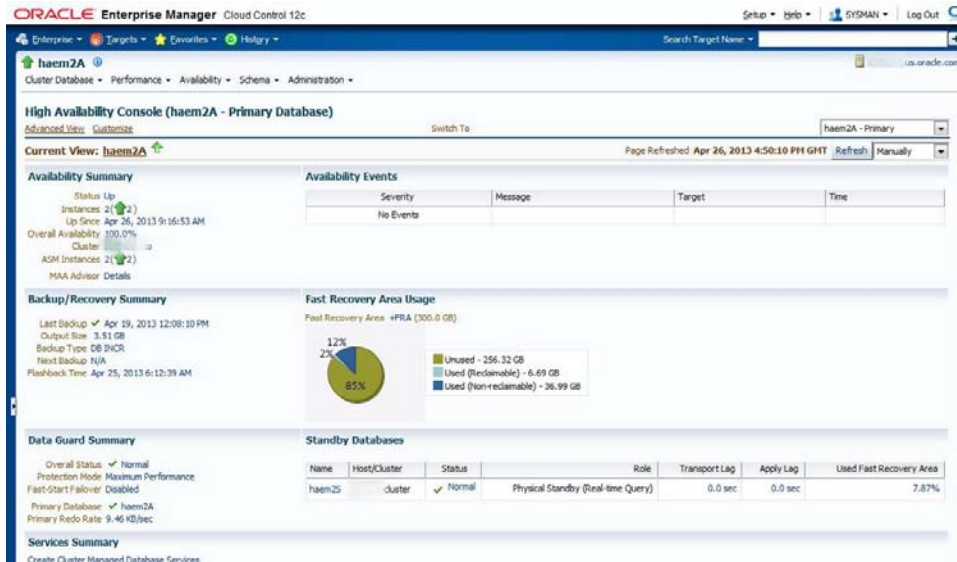 ORACLE Enterprise Manager Cloud Control 12c
Setup Help SYSMAN Log Out
Enterprise Targets Favorites History Search Target Name
haem2A
us.oracle.com
Cluster Database Performance Availability Schema Administration
High Availability Console (haem2A - Primary Database)
Advanced View Customize Switch To haem2A - Primary
Current View: haem2A Page Refreshed Apr 26, 2013 4:50:10 PM GMT Refresh Manually
Availability Summary
Status Up
Instances 2(2)
Up Since Apr 26, 2013 9:16:53 AM
Overall Availability 100.0%
Cluster
ASM Instances 2(2)
MAA Advisor Details
Availability Events
Severity Message Target Time
No Events
Backup/Recovery Summary
Last Backup Apr 19, 2013 12:08:10 PM
Output Size 3.51 GB
Backup Type DB INCR
Next Backup N/A
Flashback Time Apr 25, 2013 6:12:39 AM
Fast Recovery Area Usage
Fast Recovery Area +FRA (300.0 GB)
12%
2%
85%
Unused - 256.32 GB
Used (Reclaimable) - 6.69 GB
Used (Non-reclaimable) - 36.99 GB
Data Guard Summary
Overall Status Normal
Protection Mode Maximum Performance
Fast-Start Failover Disabled
Primary Database haem2A
Primary Redo Rate 9.46 KB/sec
Standby Databases
Name Host/Cluster Status Role Transport Lag Apply Lag Used Fast Recovery Area
haem2S cluster Normal Physical Standby (Real-time Query) 0.0 sec 0.0 sec 7.87%
Services Summary
Create Cluster Managed Database Services